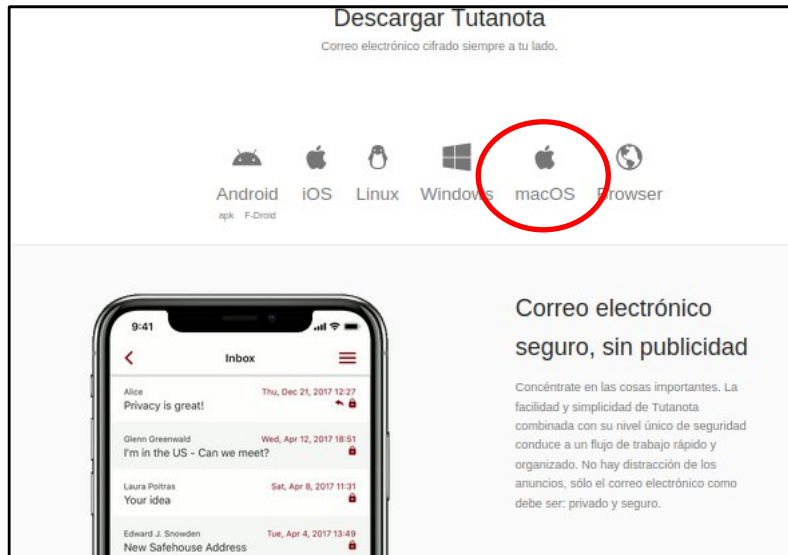 Descargar Tutanota
Correo electrónico cifrado siempre a tu lado.
Android iOS Linux Windows macOS Browser
apk F-Droid
9:41
Inbox
Alice Thu, Dec 21, 2017 12:27
Privacy is great!
Glenn Greenwald Wed, Apr 12, 2017 18:51
I'm in the US - Can we meet?
Laura Poitras Sat, Apr 8, 2017 11:31
Your idea
Edward J. Snowden Tue, Apr 4, 2017 13:49
New Safehouse Address
Correo electrónico
seguro, sin publicidad
Concéntrate en las cosas importantes. La
facilidad y simplicidad de Tutanota
combinada con su nivel único de seguridad
conduce a un flujo de trabajo rápido y
organizado. No hay distracción de los
anuncios, sólo el correo electrónico como
debe ser: privado y seguro.